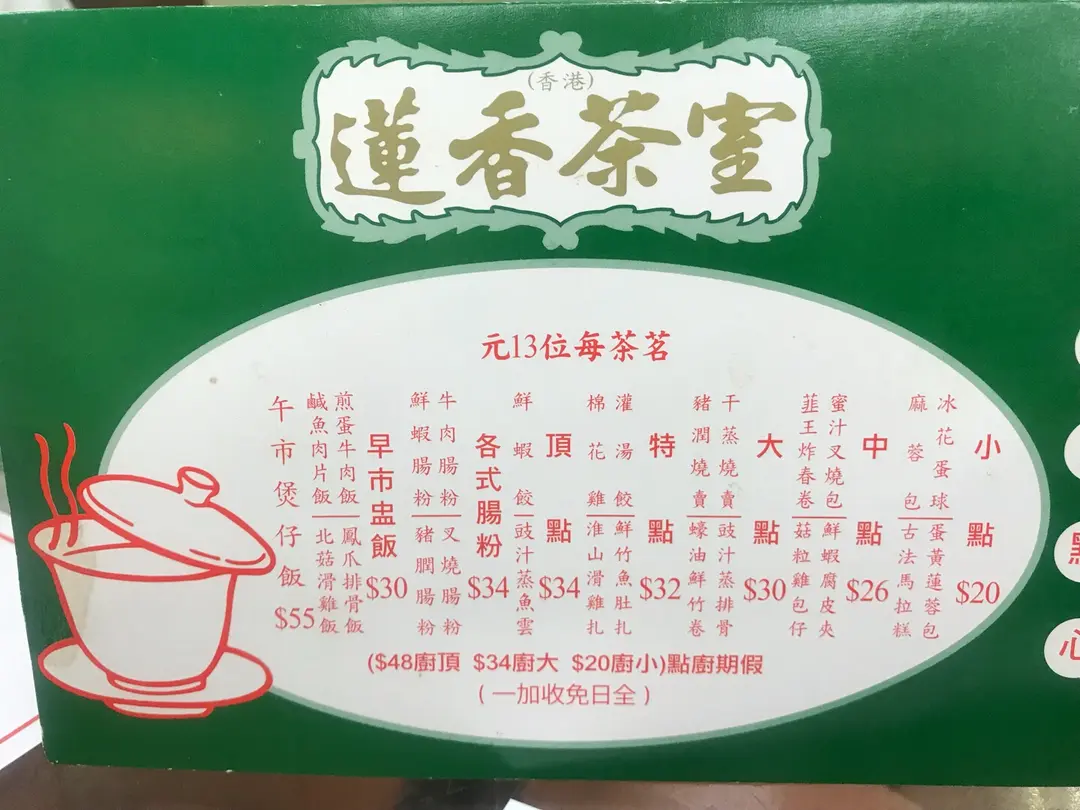 (香港)
蓮香茶室
茗茶每位13元
小點 $20
冰花蛋球
蛋黃蓮蓉包
麻蓉包
古法馬拉糕
中點 $26
蜜汁叉燒包
鮮蝦腐皮夾
韮王炸春卷
菇粒雞包仔
大點 $30
干蒸燒賣
豉汁蒸排骨
豬潤燒賣
蠔油鮮竹卷
特點 $32
灌湯餃
鮮竹魚肚扎
棉花雞
淮山滑雞扎
頂點 $34
鮮蝦餃
豉汁蒸魚雲
各式腸粉 $34
牛肉腸粉
叉燒腸粉
鮮蝦腸粉
豬膶腸粉
早市盅飯 $30
煎蛋牛肉飯
鳳爪排骨飯
鹹魚肉片飯
北菇滑雞飯
午市煲仔飯 $55
假期廚點(小廚$20 大廚$34 頂廚$48)
(全日免收加一)
心